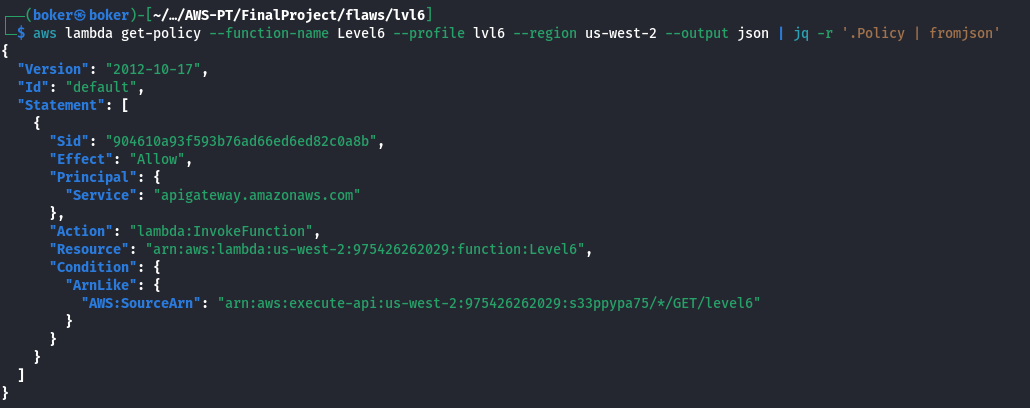 ┌──(boker㉿boker)-[~/…/AWS-PT/FinalProject/flaws/lvl6]
└─$ aws lambda get-policy --function-name Level6 --profile lvl6 --region us-west-2 --output json | jq -r '.Policy | fromjson'
{
  "Version": "2012-10-17",
  "Id": "default",
  "Statement": [
    {
      "Sid": "904610a93f593b76ad66ed6ed82c0a8b",
      "Effect": "Allow",
      "Principal": {
        "Service": "apigateway.amazonaws.com"
      },
      "Action": "lambda:InvokeFunction",
      "Resource": "arn:aws:lambda:us-west-2:975426262029:function:Level6",
      "Condition": {
        "ArnLike": {
          "AWS:SourceArn": "arn:aws:execute-api:us-west-2:975426262029:s33ppypa75/*/GET/level6"
        }
      }
    }
  ]
}